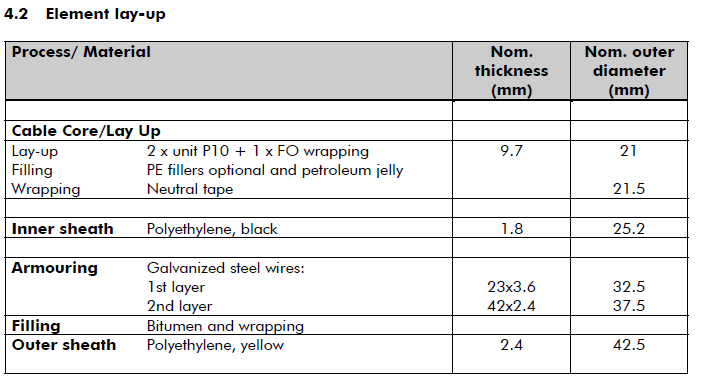 4.2 Element lay-up
Process/ Material Nom. thickness (mm) Nom. outer diameter (mm)
Cable Core/Lay Up
Lay-up 2 x unit P10 + 1 x FO wrapping 9.7 21
Filling PE fillers optional and petroleum jelly
Wrapping Neutral tape 21.5
Inner sheath Polyethylene, black 1.8 25.2
Armouring Galvanized steel wires:
1st layer 23x3.6 32.5
2nd layer 42x2.4 37.5
Filling Bitumen and wrapping
Outer sheath Polyethylene, yellow 2.4 42.5